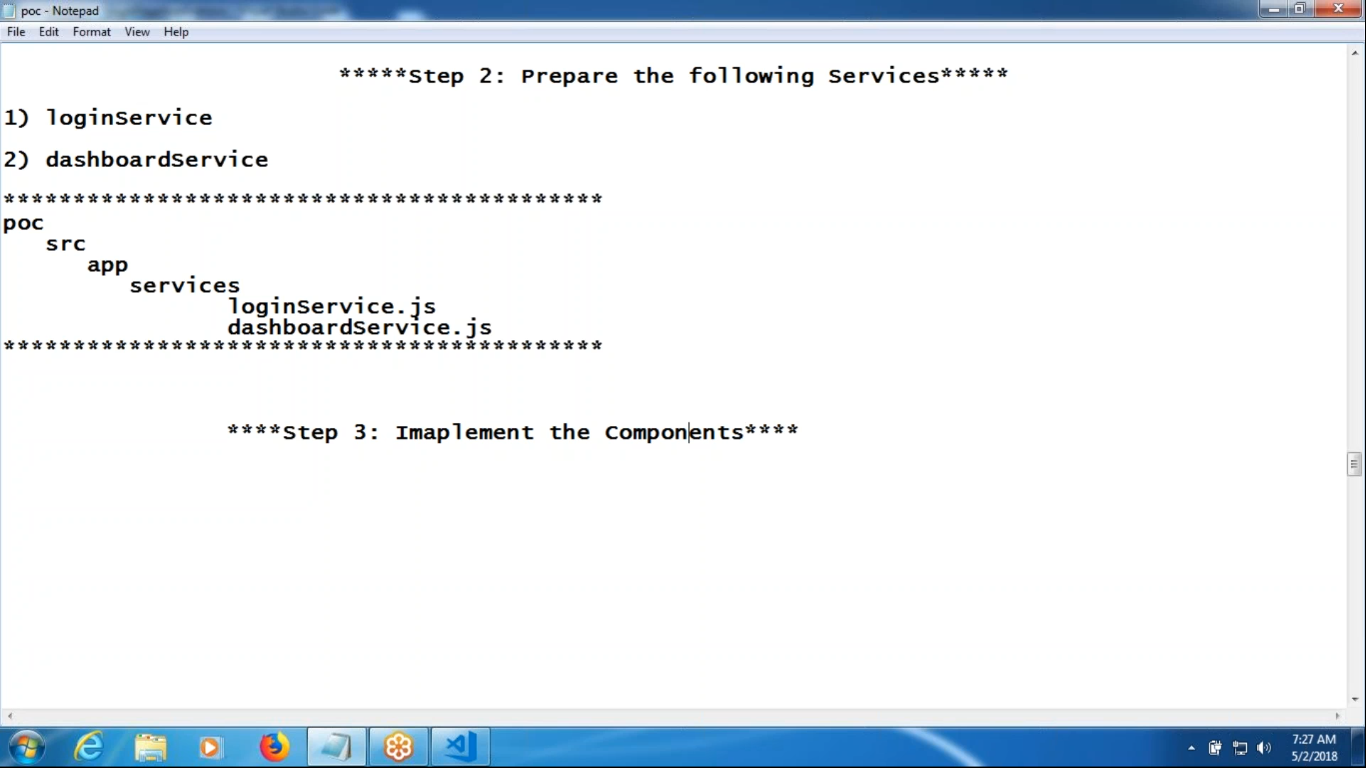 poc - Notepad
File Edit Format View Help
*****Step 2: Prepare the following Services*****
1) loginService
2) dashboardService
*******************************************
poc
src
app
services
loginService.js
dashboardService.js
*******************************************
****Step 3: Imaplement the Components****
7:27 AM
5/2/2018